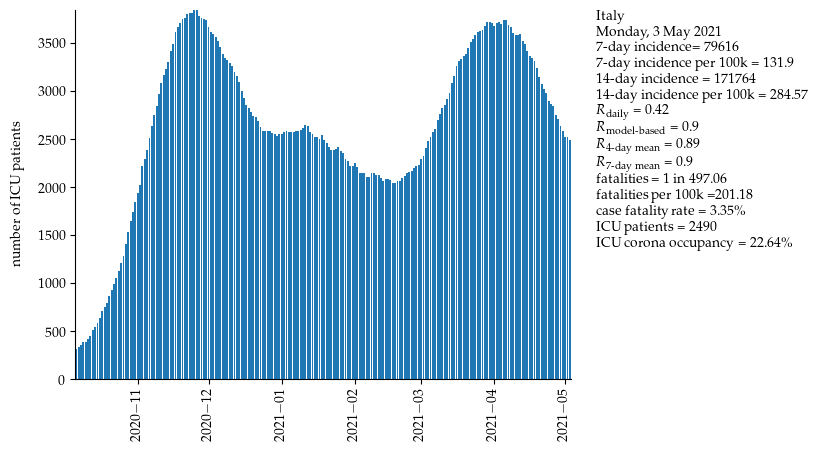 Italy
Monday, 3 May 2021
7-day incidence= 79616
7-day incidence per 100k = 131.9
14-day incidence = 171764
14-day incidence per 100k = 284.57
R_daily = 0.42
R_model-based = 0.9
R_4-day mean = 0.89
R_7-day mean = 0.9
fatalities = 1 in 497.06
fatalities per 100k =201.18
case fatality rate = 3.35%
ICU patients = 2490
ICU corona occupancy = 22.64%
number of ICU patients
3500
3000
2500
2000
1500
1000
500
0
2020−11
2020−12
2021−01
2021−02
2021−03
2021−04
2021−05